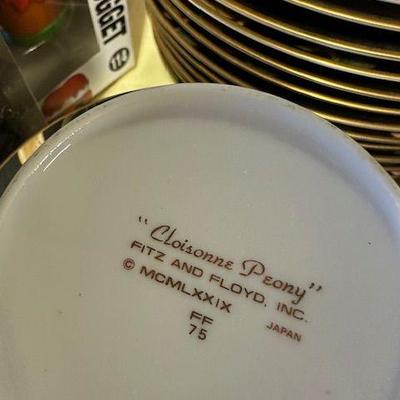 "Cloisonne Peony"
FITZ AND FLOYD, INC.
© MCMLXXIX
FF
75
JAPAN